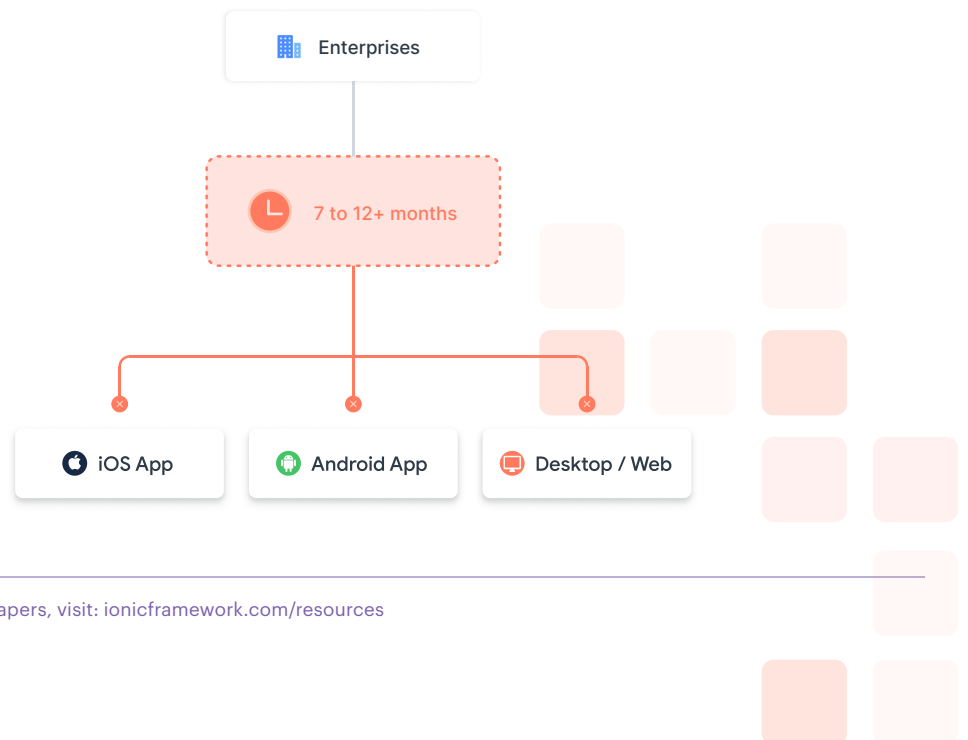 Enterprises
7 to 12+ months
iOS App
Android App
Desktop / Web
apers, visit: ionicframework.com/resources